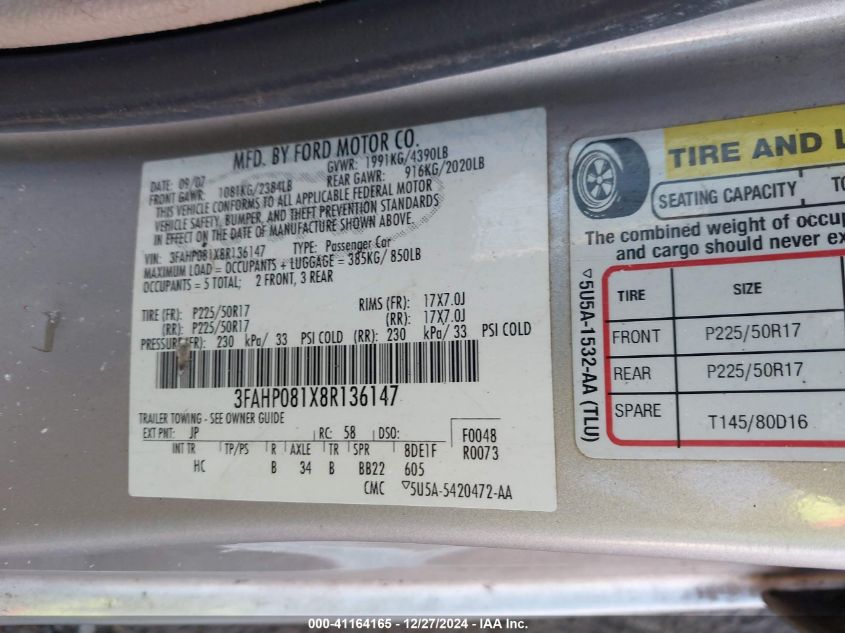 MFD. BY FORD MOTOR CO.
DATE: 09/07 GVWR: 1991KG/4390LB
FRONT GAWR: 1081KG/2384LB REAR GAWR: 916KG/2020LB
THIS VEHICLE CONFORMS TO ALL APPLICABLE FEDERAL MOTOR
VEHICLE SAFETY, BUMPER, AND THEFT PREVENTION STANDARDS
IN EFFECT ON THE DATE OF MANUFACTURE SHOWN ABOVE.
VIN: 3FAHP081X8R136147 TYPE: Passenger Car
MAXIMUM LOAD = OCCUPANTS + LUGGAGE = 385KG/ 850LB
OCCUPANTS = 5 TOTAL; 2 FRONT, 3 REAR
TIRE (FR): P225/50R17 RIMS (FR): 17X7.0J
(RR): P225/50R17 (RR): 17X7.0J
PRESSURE(FR): 230 kPa/ 33 PSI COLD (RR): 230 kPa/ 33 PSI COLD
3FAHP081X8R136147
TRAILER TOWING - SEE OWNER GUIDE
EXT PNT: JP RC: 58 DSO: F0048
INT TR TP/PS R AXLE TR SPR 8DE1F R0073
HC B 34 B BB22 605
CMC ▽5U5A-5420472-AA
TIRE AND L
SEATING CAPACITY TO
The combined weight of occup
and cargo should never ex
▽5U5A-1532-AA (TLU)
TIRE SIZE
FRONT P225/50R17
REAR P225/50R17
SPARE T145/80D16
000-41164165 - 12/27/2024 - IAA Inc.